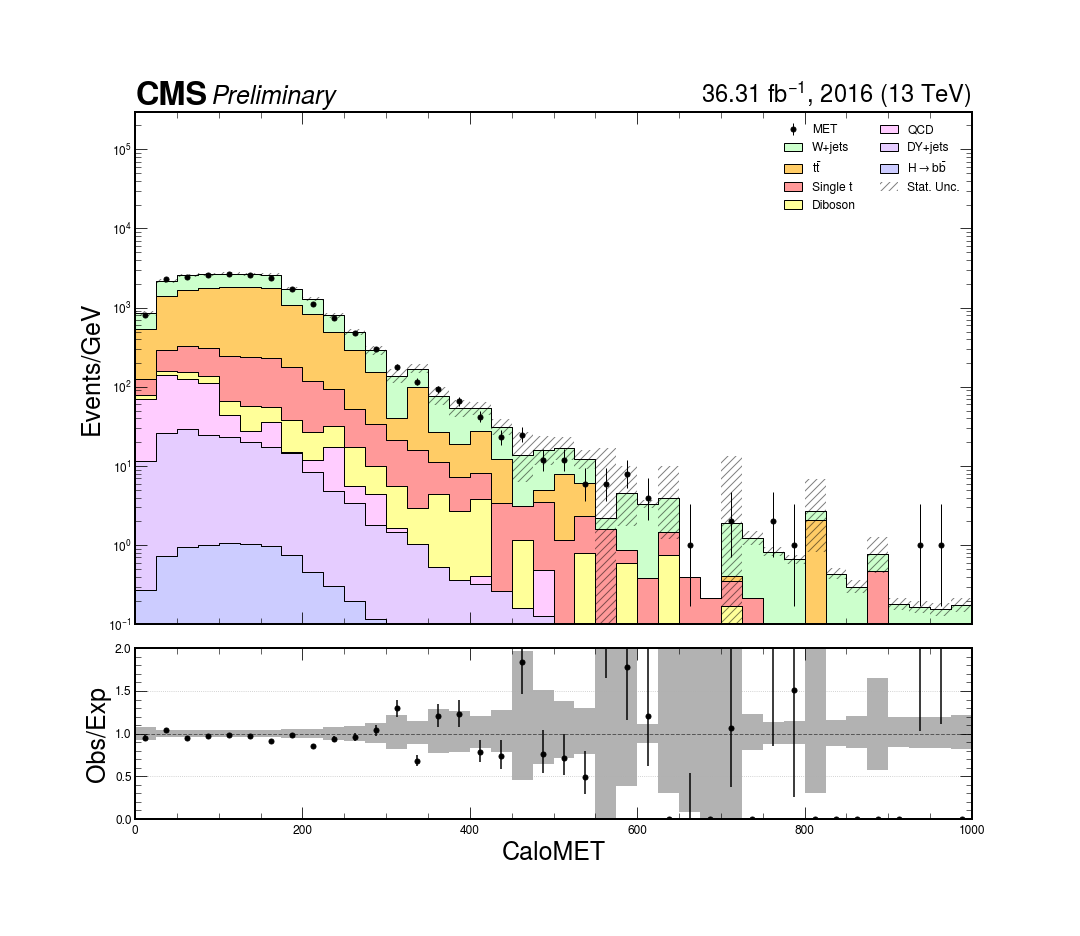 CMS Preliminary 36.31 fb⁻¹, 2016 (13 TeV)
MET
W+jets
tt̄
Single t
Diboson
QCD
DY+jets
H→bb̄
Stat. Unc.
Events/GeV
10⁵
10⁴
10³
10²
10¹
10⁰
10⁻¹
Obs/Exp
2.0
1.5
1.0
0.5
0.0
0 200 400 600 800 1000
CaloMET